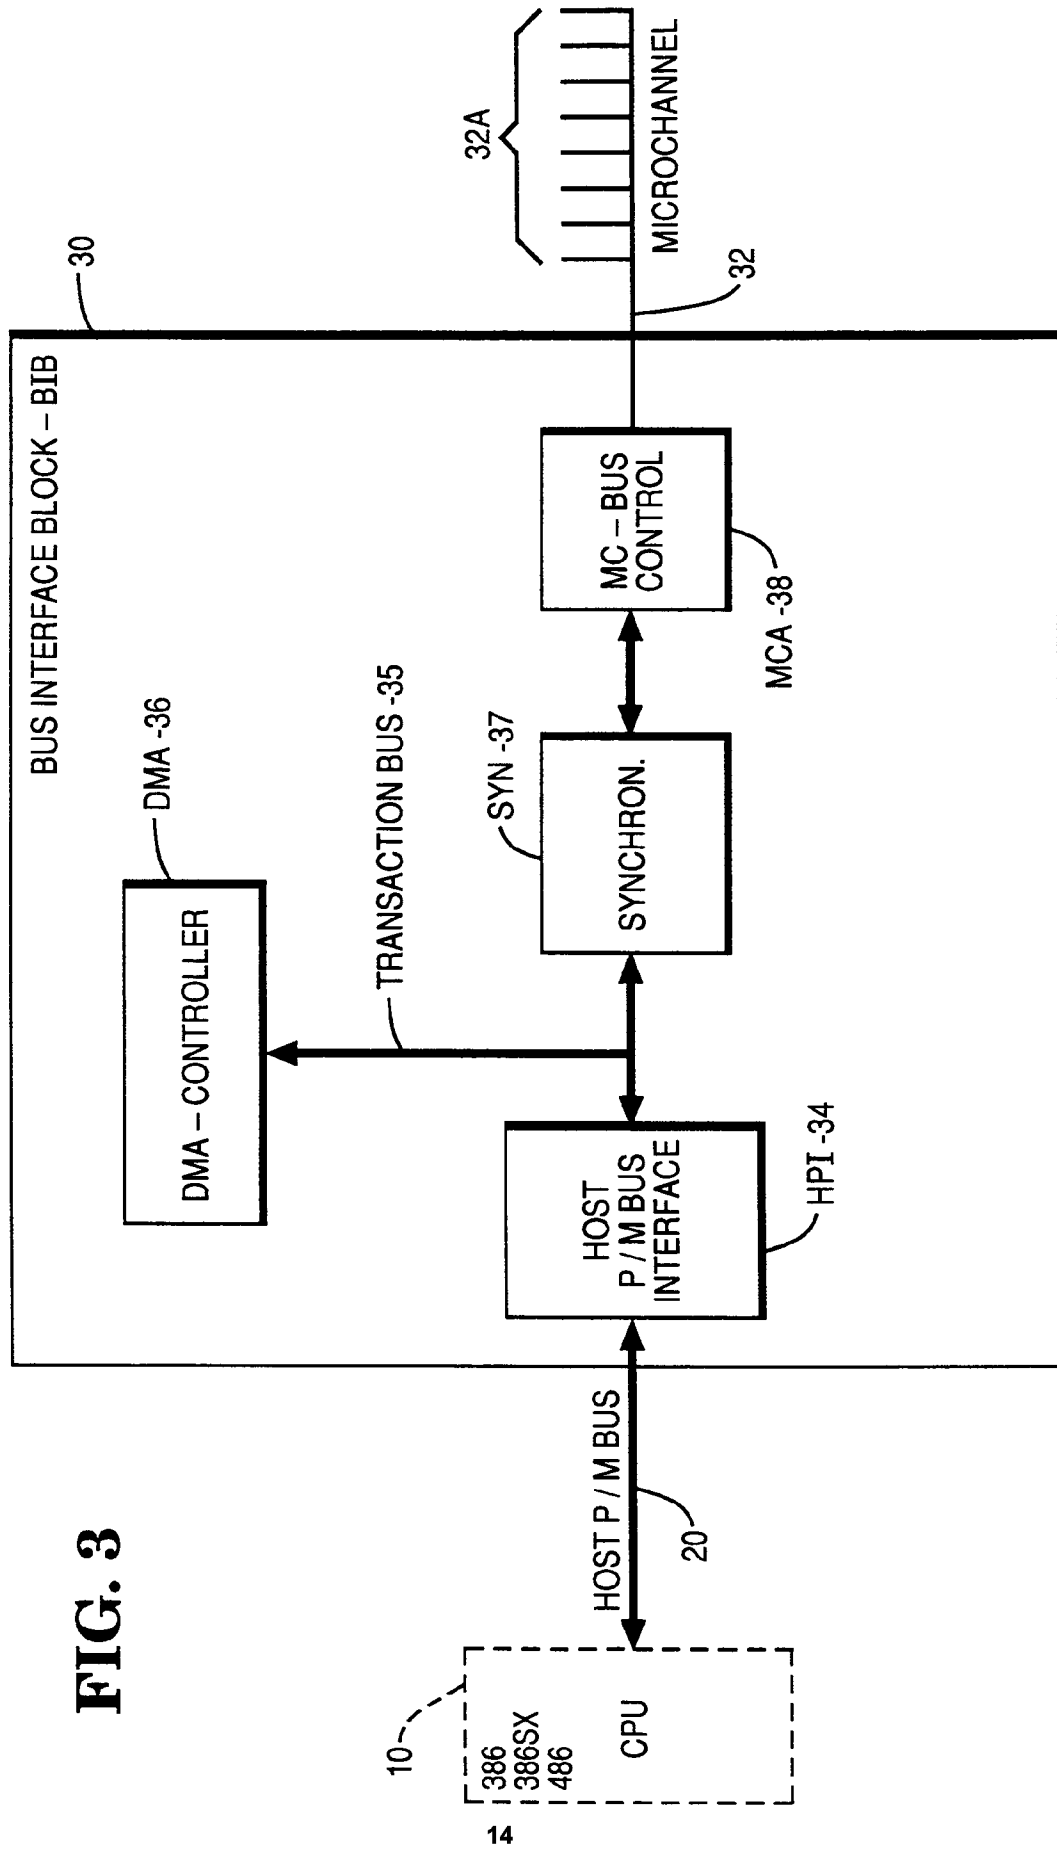 FIG. 3
BUS INTERFACE BLOCK – BIB
30
DMA – CONTROLLER
DMA -36
TRANSACTION BUS -35
10
386
386SX
486
CPU
HOST P / M BUS
20
HOST
P / M BUS
INTERFACE
HPI -34
SYN -37
SYNCHRON.
MC – BUS
CONTROL
MCA -38
32A
MICROCHANNEL
32
14